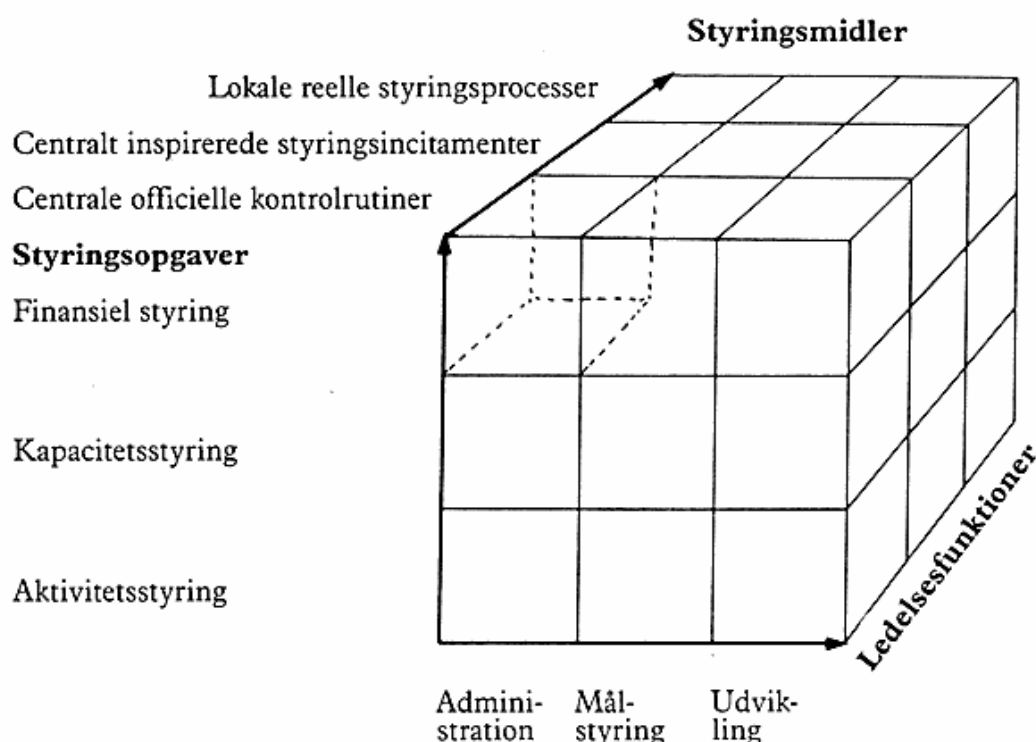 Styringsmidler
Lokale reelle styringsprocesser
Centralt inspirerede styringsincitamenter
Centrale officielle kontrolrutiner
Styringsopgaver
Finansiel styring
Kapacitetsstyring
Aktivitetsstyring
Ledelsesfunktioner
Admini- Mål- Udvik-
stration styring ling